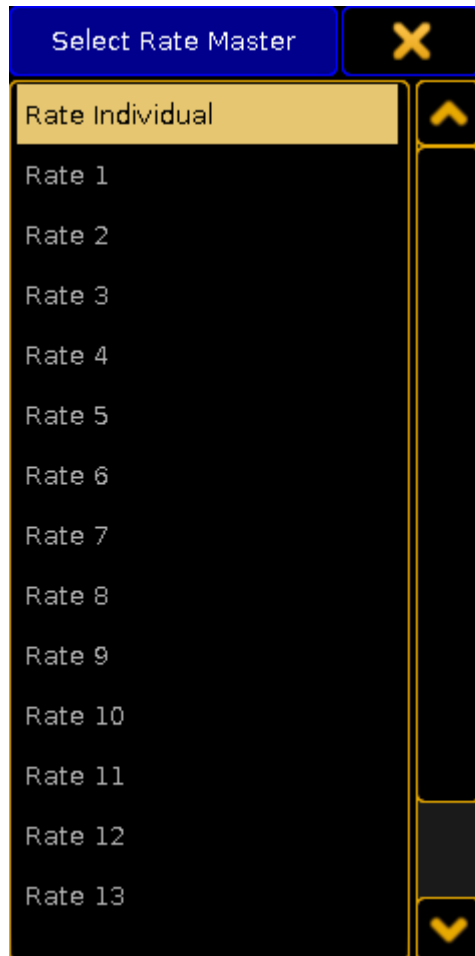 Select Rate Master
Rate Individual
Rate 1
Rate 2
Rate 3
Rate 4
Rate 5
Rate 6
Rate 7
Rate 8
Rate 9
Rate 10
Rate 11
Rate 12
Rate 13